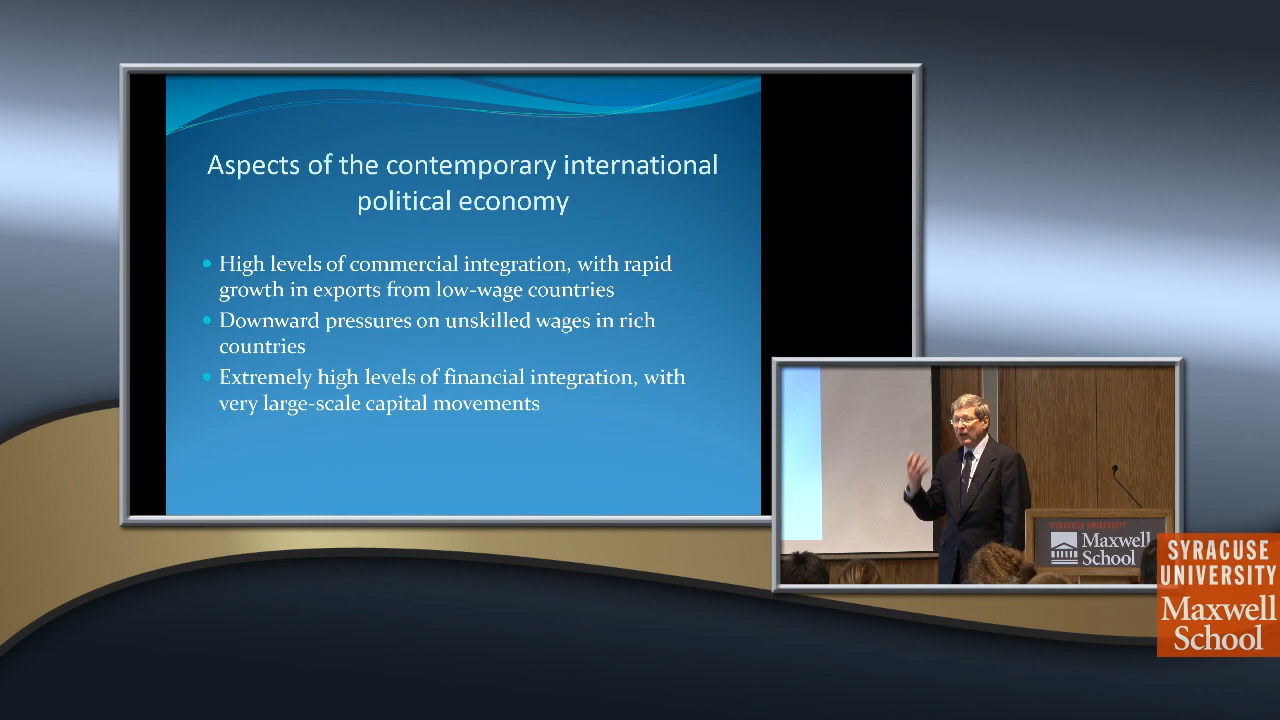 Aspects of the contemporary international
political economy
High levels of commercial integration, with rapid
growth in exports from low-wage countries
Downward pressures on unskilled wages in rich
countries
Extremely high levels of financial integration, with
very large-scale capital movements
SYRACUSE UNIVERSITY
Maxwell
School
SYRACUSE
UNIVERSITY
Maxwell
School